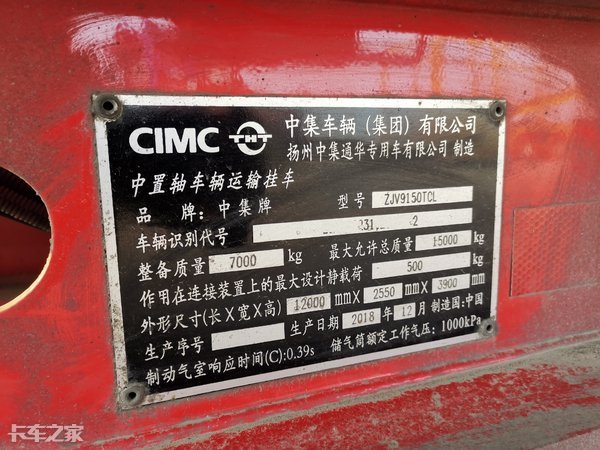 CIMC THT 中集车辆（集团）有限公司
扬州中集通华专用车有限公司 制造
中置轴车辆运输挂车
品 牌：中集牌 型号 ZJV9150TCL
车辆识别代号
整备质量 7000 kg 最大允许总质量 15000 kg
作用在连接装置上的最大设计静载荷 500 kg
外形尺寸(长X宽X高) 12000 mmX 2550 mmX 3900 mm
生产序号： 生产日期 2018 年 12 月 制造国:中国
制动气室响应时间(C):0.39s 储气筒额定工作气压: 1000kPa
卡车之家